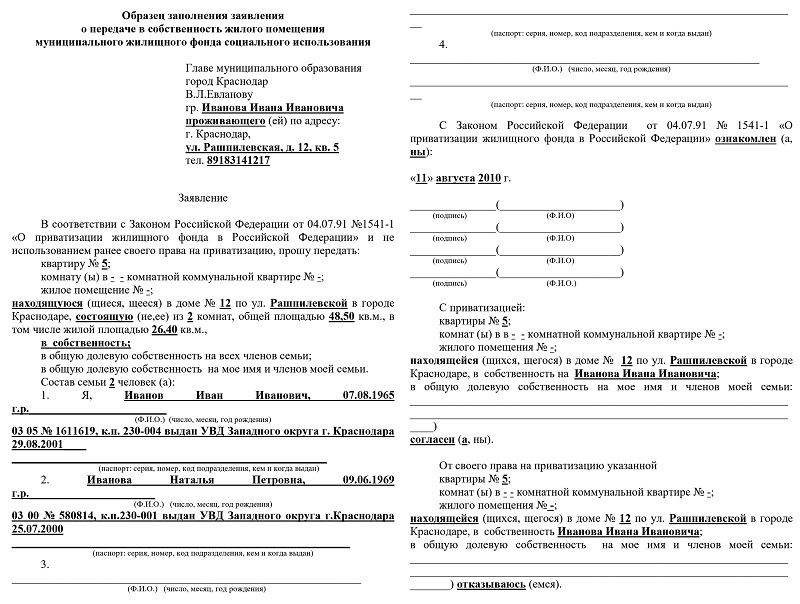 Образец заполнения заявления
о передаче в собственность жилого помещения
муниципального жилищного фонда социального использования
Главе муниципального образования
город Краснодар
В.Л.Евланову
гр. Иванова Ивана Ивановича
проживающего (ей) по адресу:
г. Краснодар,
ул. Рашпилевская, д. 12, кв. 5
тел. 89183141217
Заявление
В соответствии с Законом Российской Федерации от 04.07.91 №1541-1
«О приватизации жилищного фонда в Российской Федерации» и не
использованием ранее своего права на приватизацию, прошу передать:
квартиру № 5;
комнату (ы) в - - комнатной коммунальной квартире № -;
жилое помещение № -;
находящуюся (щиеся, щееся) в доме № 12 по ул. Рашпилевской в городе
Краснодаре, состоящую (не,ее) из 2 комнат, общей площадью 48,50 кв.м., в
том числе жилой площадью 26,40 кв.м.,
в собственность;
в общую долевую собственность на всех членов семьи;
в общую долевую собственность на мое имя и членов моей семьи.
Состав семьи 2 человек (а):
1. Я, Иванов Иван Иванович, 07.08.1965
г.р.____________________
(Ф.И.О.) (число, месяц, год рождения)
03 05 № 1611619, к.п. 230-004 выдан УВД Западного округа г. Краснодара
29.08.2001____
(паспорт: серия, номер, код подразделения, кем и когда выдан)
2. Иванова Наталья Петровна, 09.06.1969
г.р.____________________
(Ф.И.О.) (число, месяц, год рождения)
03 00 № 580814, к.п.230-001 выдан УВД Западного округа г.Краснодара
25.07.2000
(паспорт: серия, номер, код подразделения, кем и когда выдан)
3.
(Ф.И.О.) (число, месяц, год рождения)
(паспорт: серия, номер, код подразделения, кем и когда выдан)
4.
(Ф.И.О.) (число, месяц, год рождения)
(паспорт: серия, номер, код подразделения, кем и когда выдан)
С Законом Российской Федерации от 04.07.91 № 1541-1 «О
приватизации жилищного фонда в Российской Федерации» ознакомлен (а,
ны):
«11» августа 2010 г.
_______________(_____________________)
(подпись) (Ф.И.О)
_______________(_____________________)
(подпись) (Ф.И.О)
_______________(_____________________)
(подпись) (Ф.И.О)
_______________(_____________________)
(подпись) (Ф.И.О.)
С приватизацией:
квартиры № 5;
комнат (ы) в в - - комнатной коммунальной квартире № -;
жилого помещения № -;
находящейся (щихся, щегося) в доме № 12 по ул. Рашпилевской в городе
Краснодаре, в собственность на Иванова Ивана Ивановича;
в общую долевую собственность на мое имя и членов моей семьи:
____)
согласен (а, ны).
От своего права на приватизацию указанной
квартиры № 5;
комнат (ы) в - - комнатной коммунальной квартире № -;
жилого помещения № -;
находящейся (щихся, щегося) в доме № 12 по ул. Рашпилевской в городе
Краснодаре, в собственность Иванова Ивана Ивановича;
в общую долевую собственность на мое имя и членов моей семьи:
_______) отказываюсь (емся).